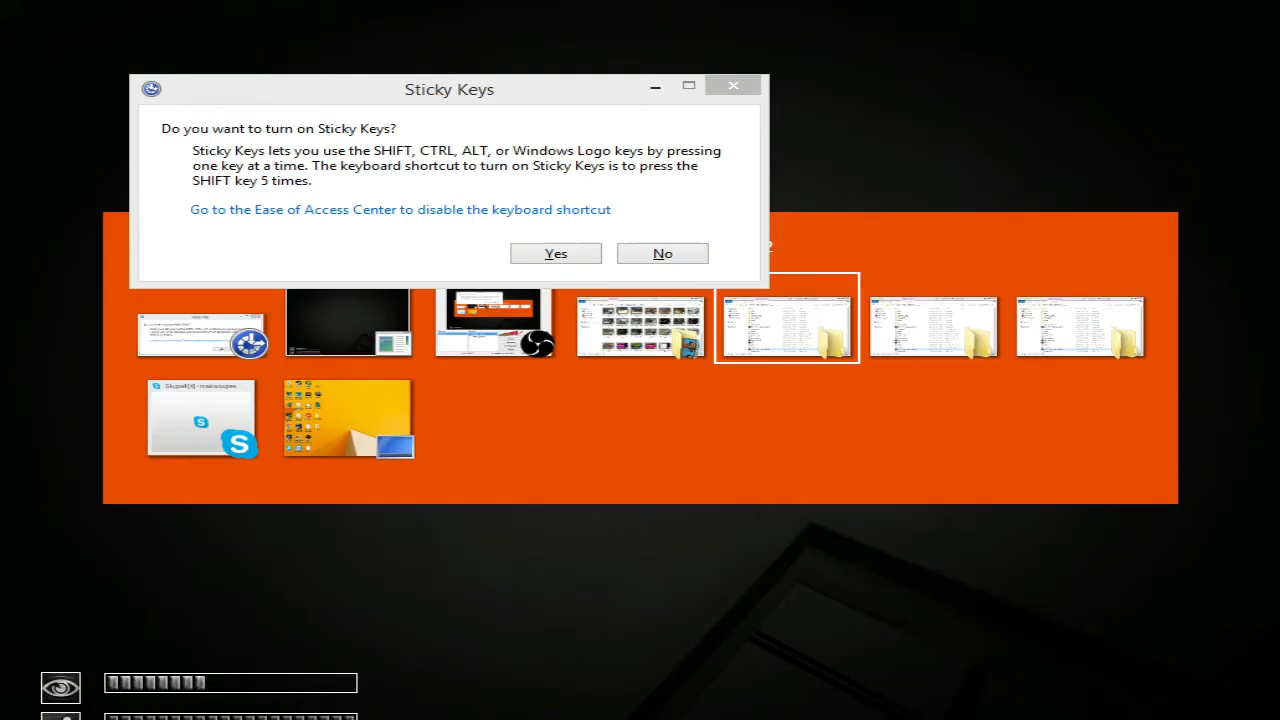 Sticky Keys
Do you want to turn on Sticky Keys?
Sticky Keys lets you use the SHIFT, CTRL, ALT, or Windows Logo keys by pressing
one key at a time. The keyboard shortcut to turn on Sticky Keys is to press the
SHIFT key 5 times.
Go to the Ease of Access Center to disable the keyboard shortcut
Yes
No